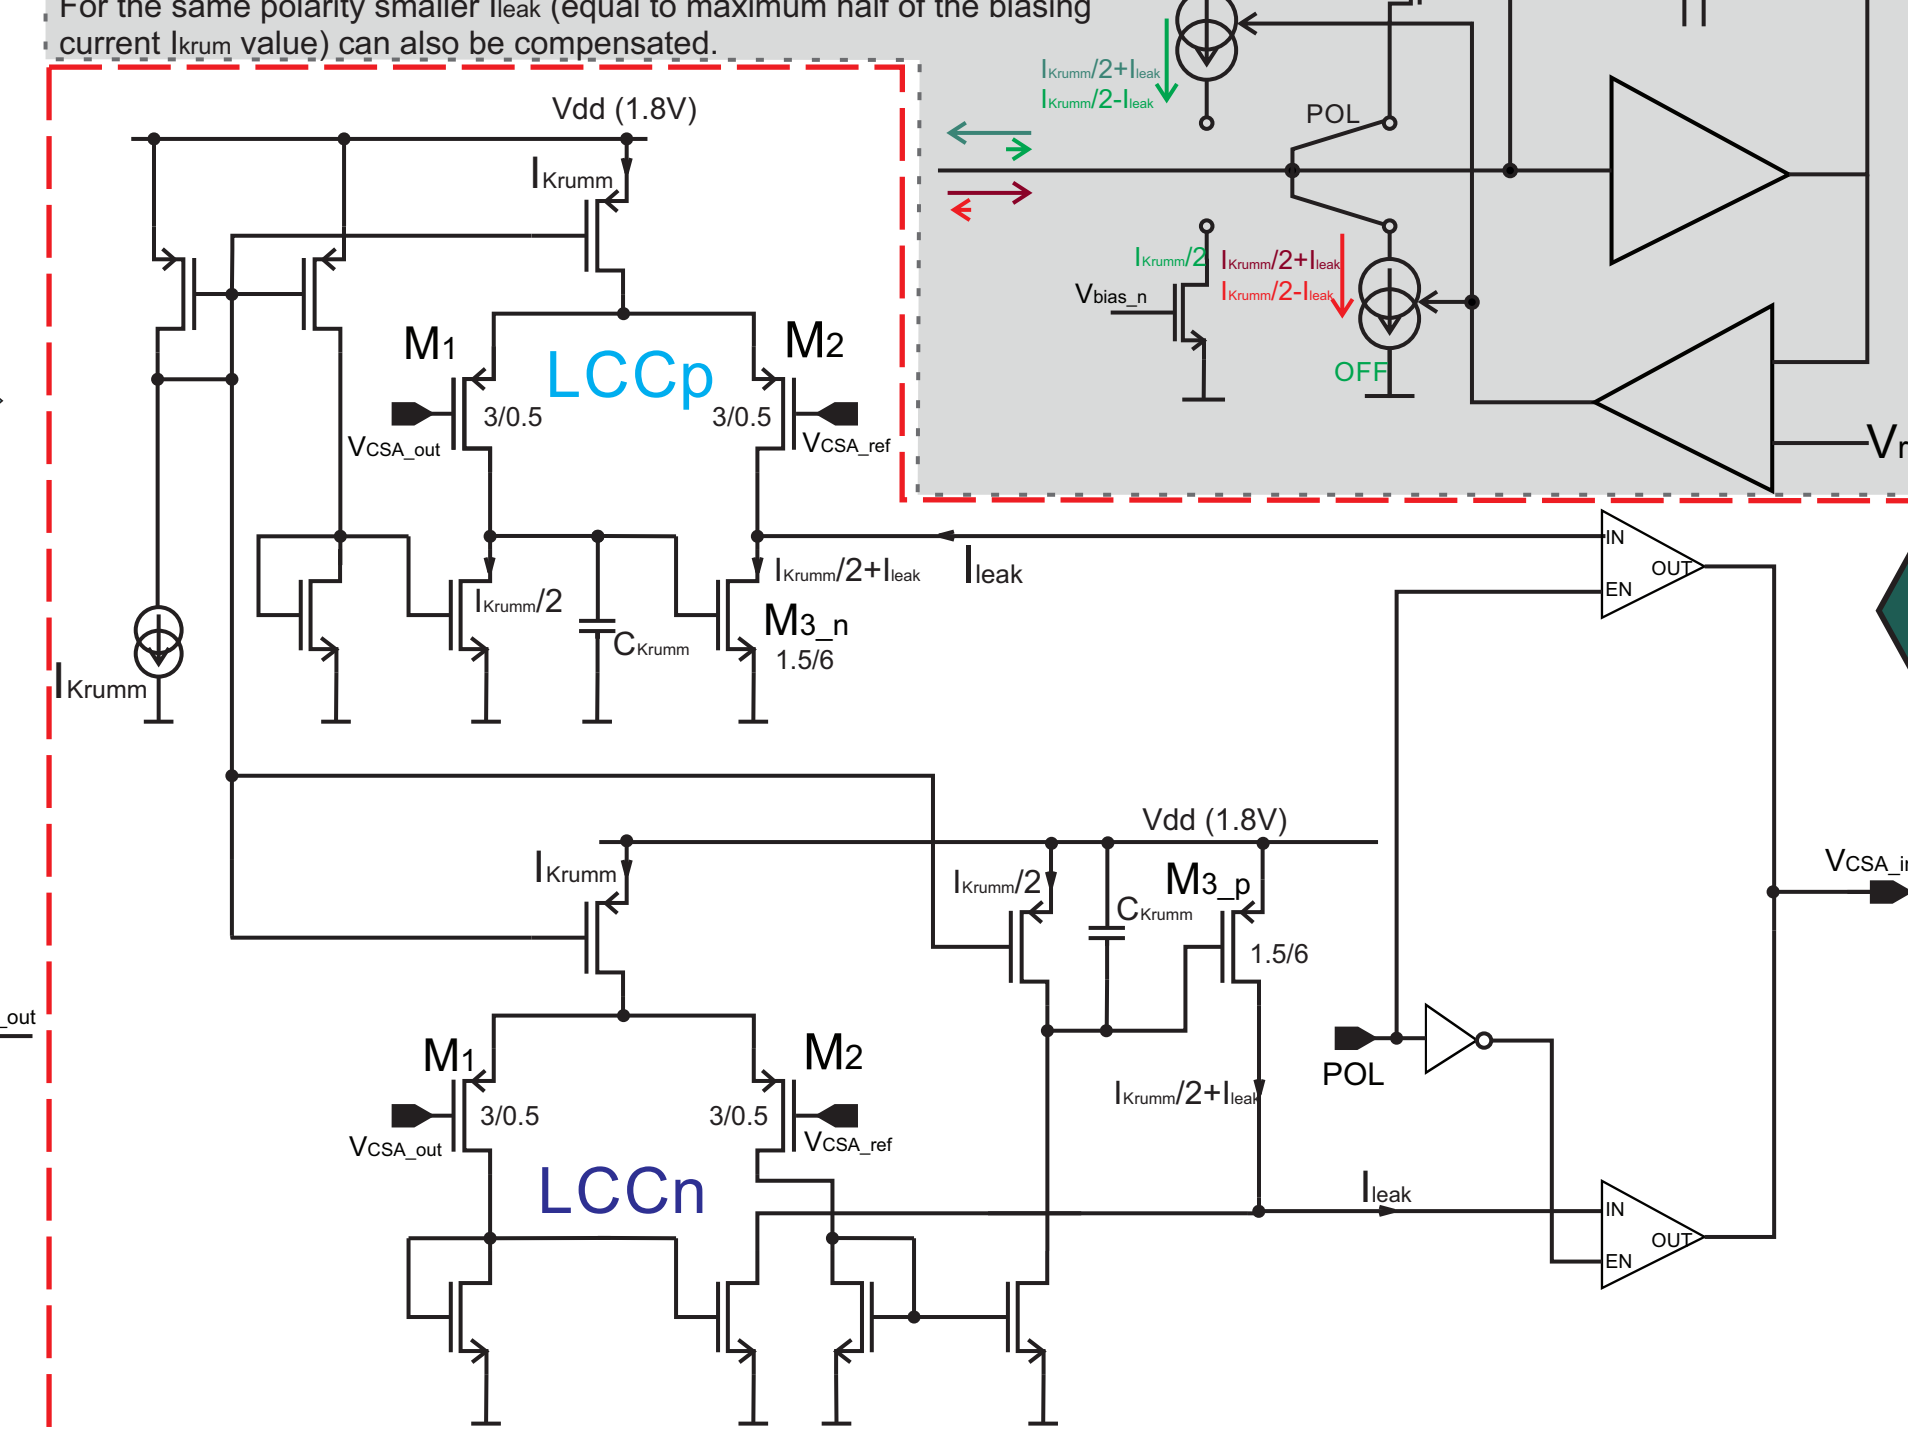 For the same polarity smaller Ileak (equal to maximum half of the biasing
current Ikrum value) can also be compensated.
IKrumm/2+Ileak
IKrumm/2-Ileak
POL
IKrumm/2
IKrumm/2+Ileak
IKrumm/2-Ileak
Vbias_n
OFF
Vdd (1.8V)
IKrumm
M1
LCCp
M2
3/0.5
3/0.5
VCSA_out
VCSA_ref
IN
OUT
EN
IKrumm/2+Ileak
Ileak
IKrumm/2
M3_n
CKrumm
1.5/6
IKrumm
Vdd (1.8V)
IKrumm
IKrumm/2
M3_p
CKrumm
1.5/6
_out
M1
M2
POL
IKrumm/2+Ileak
3/0.5
3/0.5
VCSA_out
VCSA_ref
LCCn
Ileak
IN
OUT
EN